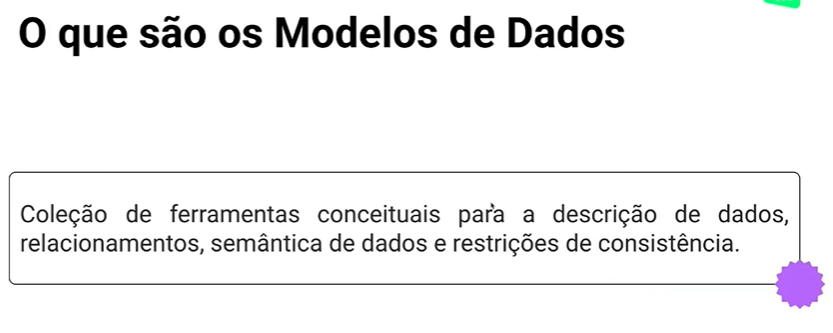 O que são os Modelos de Dados
Coleção de ferramentas conceituais para a descrição de dados,
relacionamentos, semântica de dados e restrições de consistência.